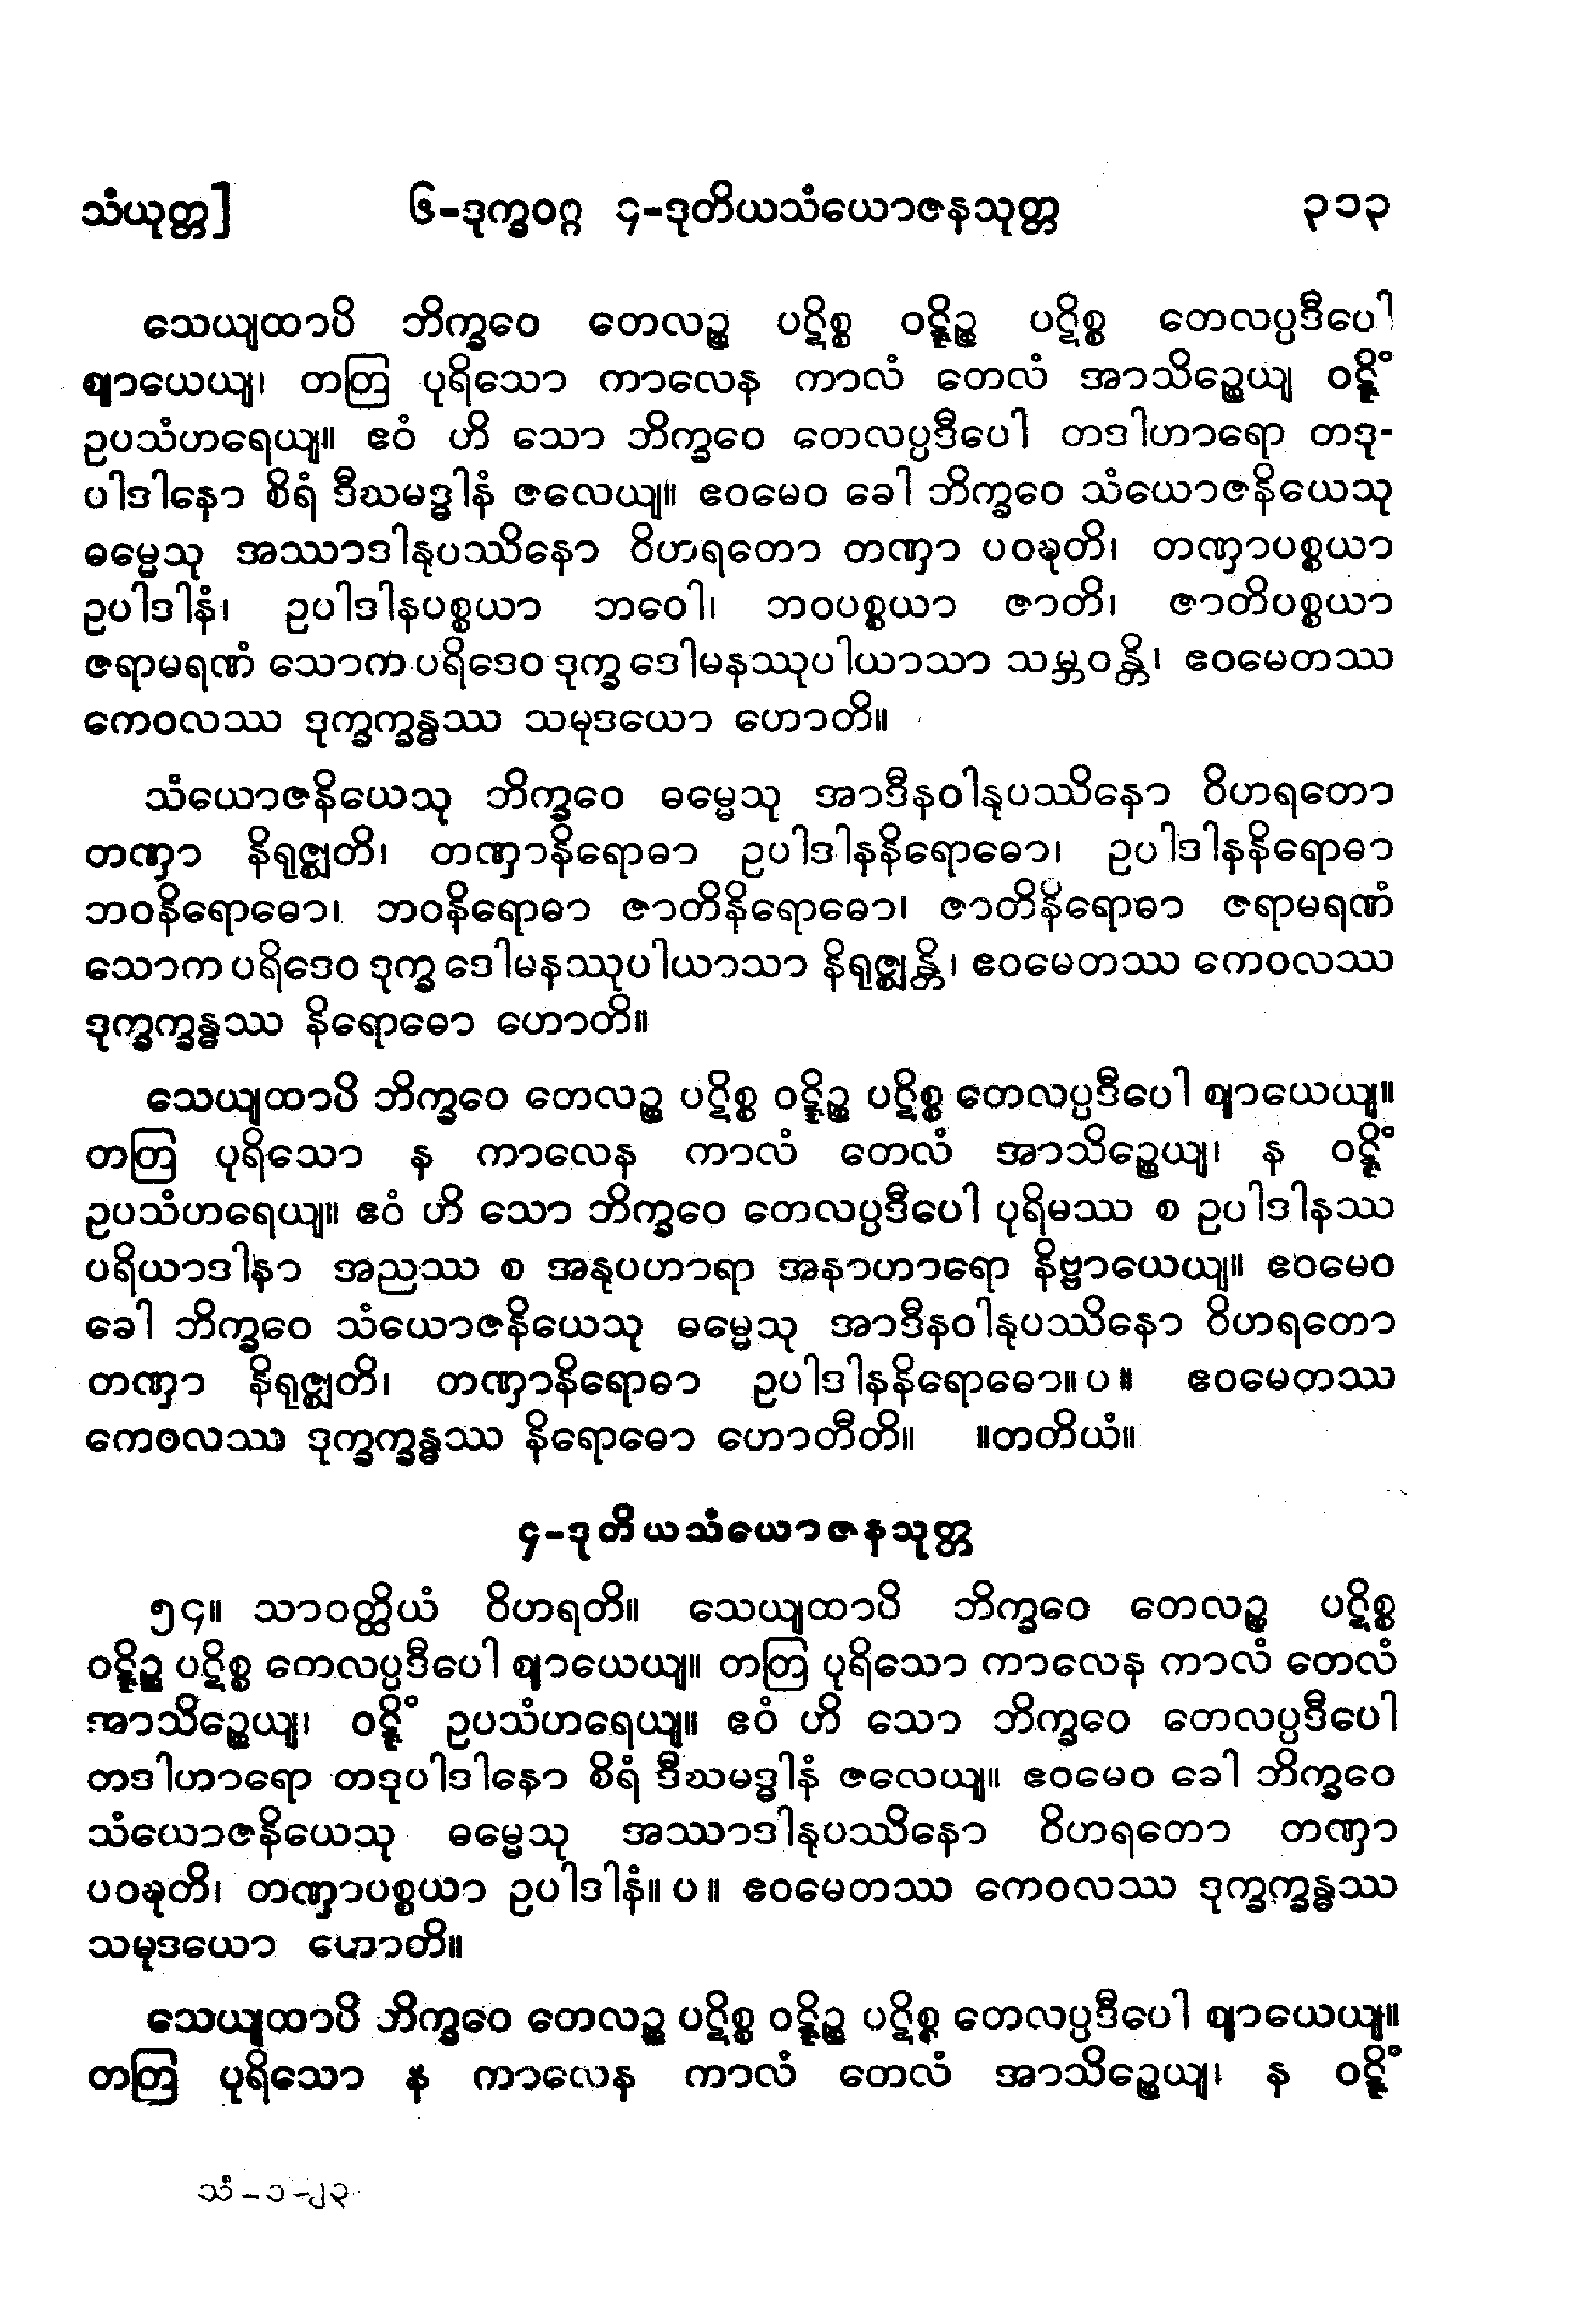 သံယုတ္တ]	၆-ဒုက္ခဝဂ္ဂ ၄-ဒုတိယသံယောဇနသုတ္တ	၃၁၃
သေယျထာပိ ဘိက္ခဝေ တေလဉ္စ ပဋိစ္စ ဝဋ္ဋိဉ္စ ပဋိစ္စ တေလပ္ပဒီပေါ
ဈာယေယျ၊ တတြ ပုရိသော ကာလေန ကာလံ တေလံ အာသိဉ္စေယျ ဝဋ္ဋိံ
ဥပသံဟရေယျ။ ဧဝံ ဟိ သော ဘိက္ခဝေ တေလပ္ပဒီပေါ တဒါဟာရော တဒု-
ပါဒါနော စိရံ ဒီဃမဒ္ဓါနံ ဇလေယျ။ ဧဝမေဝ ခေါ ဘိက္ခဝေ သံယောဇနိယေသု
ဓမ္မေသု အဿာဒါနုပဿိနော ဝိဟရတော တဏှာ ပဝဍ္ဎတိ၊ တဏှာပစ္စယာ
ဥပါဒါနံ၊ ဥပါဒါနပစ္စယာ ဘဝေါ၊ ဘဝပစ္စယာ ဇာတိ၊ ဇာတိပစ္စယာ
ဇရာမရဏံ သောက ပရိဒေဝ ဒုက္ခ ဒေါမနဿုပါယာသာ သမ္ဘဝန္တိ၊ ဧဝမေတဿ
ကေဝလဿ ဒုက္ခက္ခန္ဓဿ သမုဒယော ဟောတိ။
သံယောဇနိယေသု ဘိက္ခဝေ ဓမ္မေသု အာဒီနဝါနုပဿိနော ဝိဟရတော
တဏှာ နိရုဇ္ဈတိ၊ တဏှာနိရောဓာ ဥပါဒါနနိရောဓော၊ ဥပါဒါနနိရောဓာ
ဘဝနိရောဓော၊ ဘဝနိရောဓာ ဇာတိနိရောဓော၊ ဇာတိနိရောဓာ ဇရာမရဏံ
သောက ပရိဒေဝ ဒုက္ခ ဒေါမနဿုပါယာသာ နိရုဇ္ဈန္တိ၊ ဧဝမေတဿ ကေဝလဿ
ဒုက္ခက္ခန္ဓဿ နိရောဓော ဟောတိ။
သေယျထာပိ ဘိက္ခဝေ တေလဉ္စ ပဋိစ္စ ဝဋ္ဋိဉ္စ ပဋိစ္စ တေလပ္ပဒီပေါ ဈာယေယျ။
တတြ ပုရိသော န ကာလေန ကာလံ တေလံ အာသိဉ္စေယျ၊ န ဝဋ္ဋိံ
ဥပသံဟရေယျ။ ဧဝံ ဟိ သော ဘိက္ခဝေ တေလပ္ပဒီပေါ ပုရိမဿ စ ဥပါဒါနဿ
ပရိယာဒါနာ အညဿ စ အနုပဟာရာ အနာဟာရော နိဗ္ဗာယေယျ။ ဧဝမေဝ
ခေါ ဘိက္ခဝေ သံယောဇနိယေသု ဓမ္မေသု အာဒီနဝါနုပဿိနော ဝိဟရတော
တဏှာ နိရုဇ္ဈတိ၊ တဏှာနိရောဓာ ဥပါဒါနနိရောဓော။ ပ ။ ဧဝမေတဿ
ကေဝလဿ ဒုက္ခက္ခန္ဓဿ နိရောဓော ဟောတီတိ။ ။တတိယံ။
၄-ဒုတိယသံယောဇနသုတ္တ
၅၄။ သာဝတ္ထိယံ ဝိဟရတိ။ သေယျထာပိ ဘိက္ခဝေ တေလဉ္စ ပဋိစ္စ
ဝဋ္ဋိဉ္စ ပဋိစ္စ တေလပ္ပဒီပေါ ဈာယေယျ။ တတြ ပုရိသော ကာလေန ကာလံ တေလံ
အာသိဉ္စေယျ၊ ဝဋ္ဋိံ ဥပသံဟရေယျ။ ဧဝံ ဟိ သော ဘိက္ခဝေ တေလပ္ပဒီပေါ
တဒါဟာရော တဒုပါဒါနော စိရံ ဒီဃမဒ္ဓါနံ ဇလေယျ။ ဧဝမေဝ ခေါ ဘိက္ခဝေ
သံယောဇနိယေသု ဓမ္မေသု အဿာဒါနုပဿိနော ဝိဟရတော တဏှာ
ပဝဍ္ဎတိ၊ တဏှာပစ္စယာ ဥပါဒါနံ။ ပ ။ ဧဝမေတဿ ကေဝလဿ ဒုက္ခက္ခန္ဓဿ
သမုဒယော ဟောတိ။
သေယျထာပိ ဘိက္ခဝေ တေလဉ္စ ပဋိစ္စ ဝဋ္ဋိဉ္စ ပဋိစ္စ တေလပ္ပဒီပေါ ဈာယေယျ။
တတြ ပုရိသော န ကာလေန ကာလံ တေလံ အာသိဉ္စေယျ၊ န ဝဋ္ဋိံ
သံ-၁-၂၃